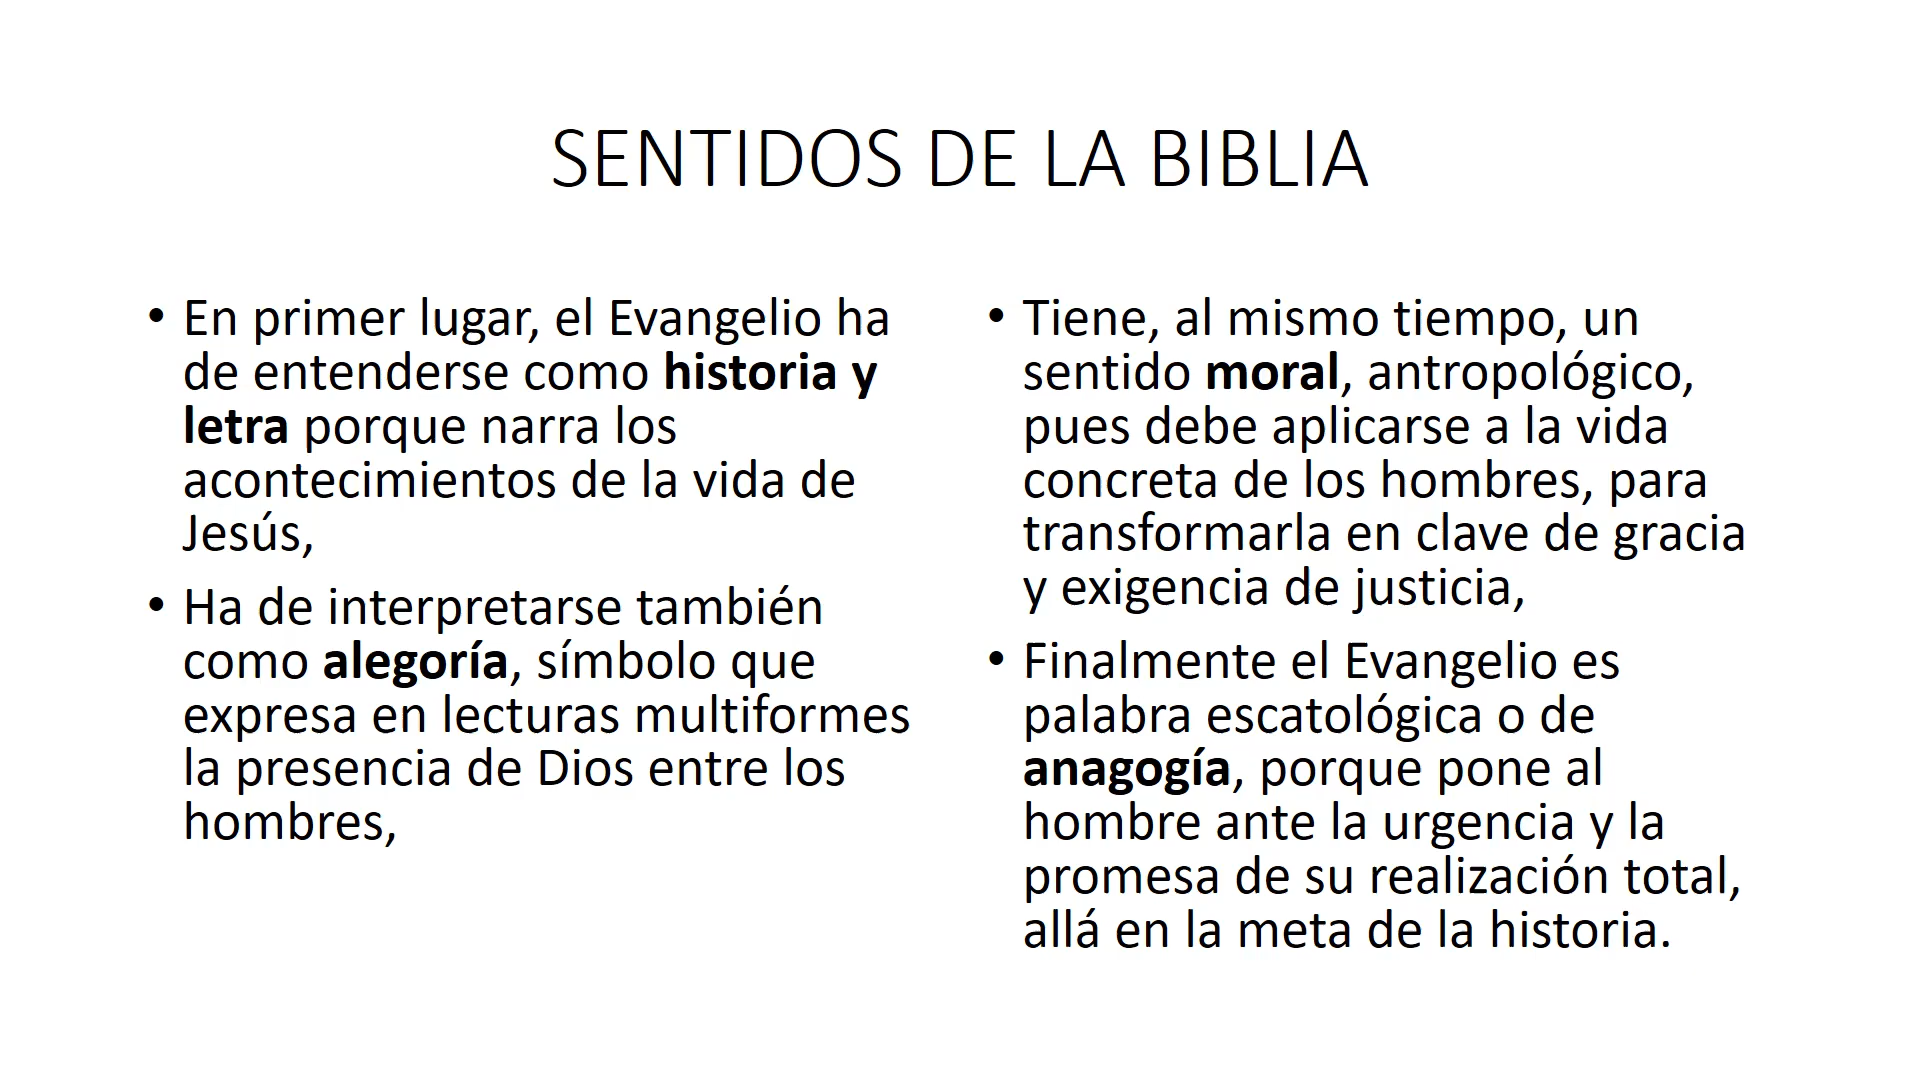 SENTIDOS DE LA BIBLIA
• En primer lugar, el Evangelio ha
de entenderse como historia y
letra porque narra los
acontecimientos de la vida de
Jesús,
• Ha de interpretarse también
como alegoría, símbolo que
expresa en lecturas multiformes
la presencia de Dios entre los
hombres,
• Tiene, al mismo tiempo, un
sentido moral, antropológico,
pues debe aplicarse a la vida
concreta de los hombres, para
transformarla en clave de gracia
y exigencia de justicia,
• Finalmente el Evangelio es
palabra escatológica o de
anagogía, porque pone al
hombre ante la urgencia y la
promesa de su realización total,
allá en la meta de la historia.